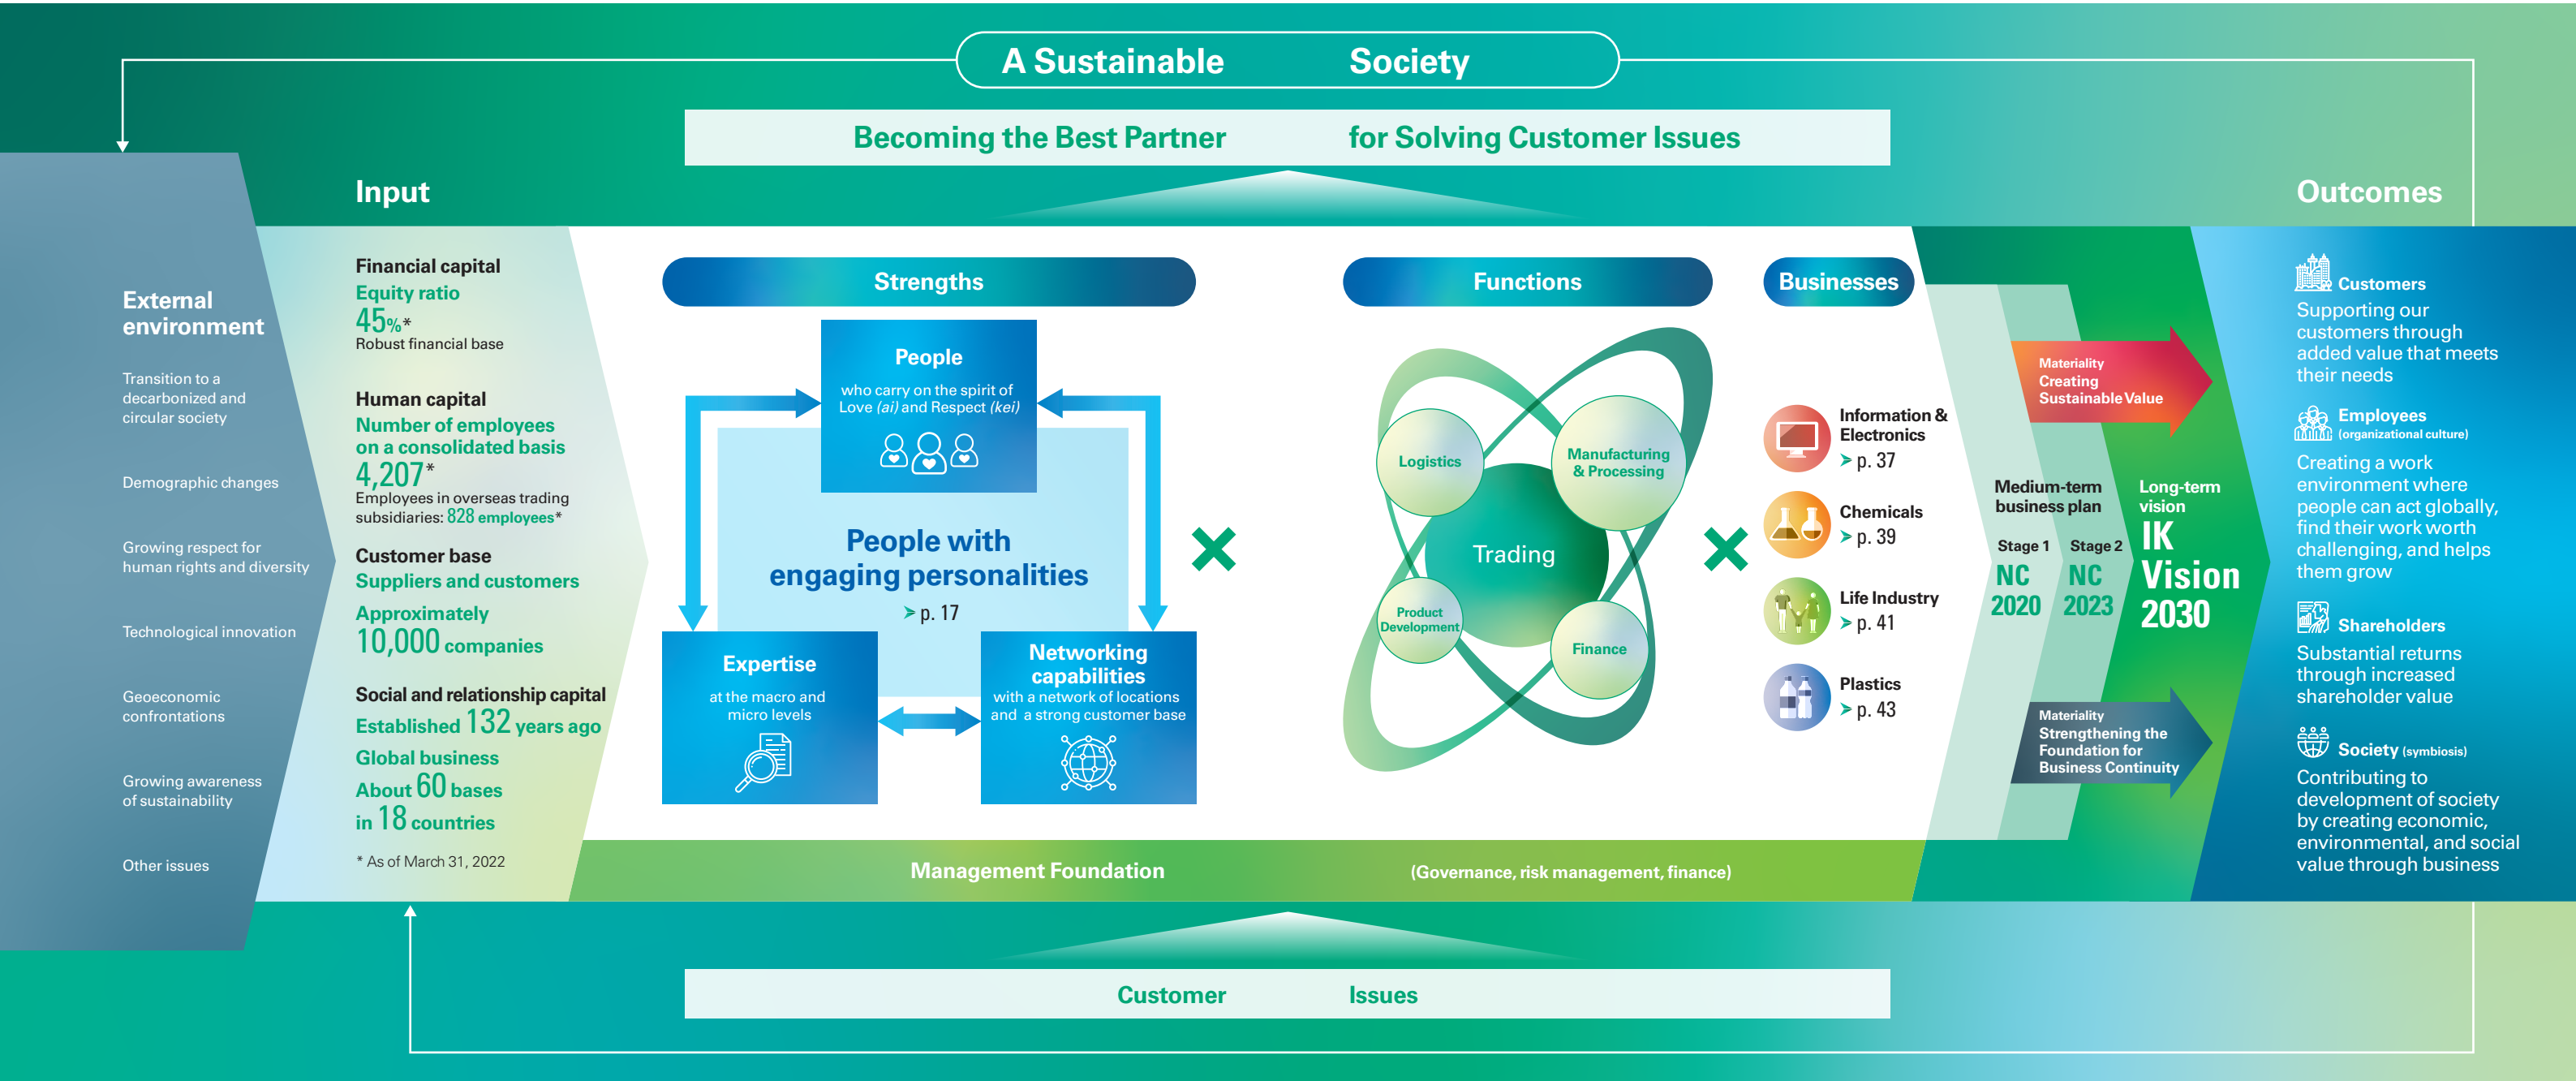 A Sustainable Society
Becoming the Best Partner for Solving Customer Issues
External
environment
Transition to a
decarbonized and
circular society
Demographic changes
Growing respect for
human rights and diversity
Technological innovation
Geoeconomic
confrontations
Growing awareness
of sustainability
Other issues
Input
Financial capital
Equity ratio
45%*
Robust financial base
Human capital
Number of employees
on a consolidated basis
4,207*
Employees in overseas trading
subsidiaries: 828 employees*
Customer base
Suppliers and customers
Approximately
10,000 companies
Social and relationship capital
Established 132 years ago
Global business
About 60 bases
in 18 countries
* As of March 31, 2022
Strengths
People
who carry on the spirit of
Love (ai) and Respect (kei)
People with
engaging personalities
➤ p. 17
Expertise
at the macro and
micro levels
Networking
capabilities
with a network of locations
and a strong customer base
Functions
Logistics
Manufacturing
& Processing
Trading
Product
Development
Finance
Businesses
Information &
Electronics
➤ p. 37
Chemicals
➤ p. 39
Life Industry
➤ p. 41
Plastics
➤ p. 43
Management Foundation (Governance, risk management, finance)
Materiality
Creating
Sustainable Value
Medium-term
business plan
Stage 1
NC
2020
Stage 2
NC
2023
Long-term
vision
IK
Vision
2030
Materiality
Strengthening the
Foundation for
Business Continuity
Outcomes
Customers
Supporting our
customers through
added value that meets
their needs
Employees
(organizational culture)
Creating a work
environment where
people can act globally,
find their work worth
challenging, and helps
them grow
Shareholders
Substantial returns
through increased
shareholder value
Society (symbiosis)
Contributing to
development of society
by creating economic,
environmental, and social
value through business
Customer Issues